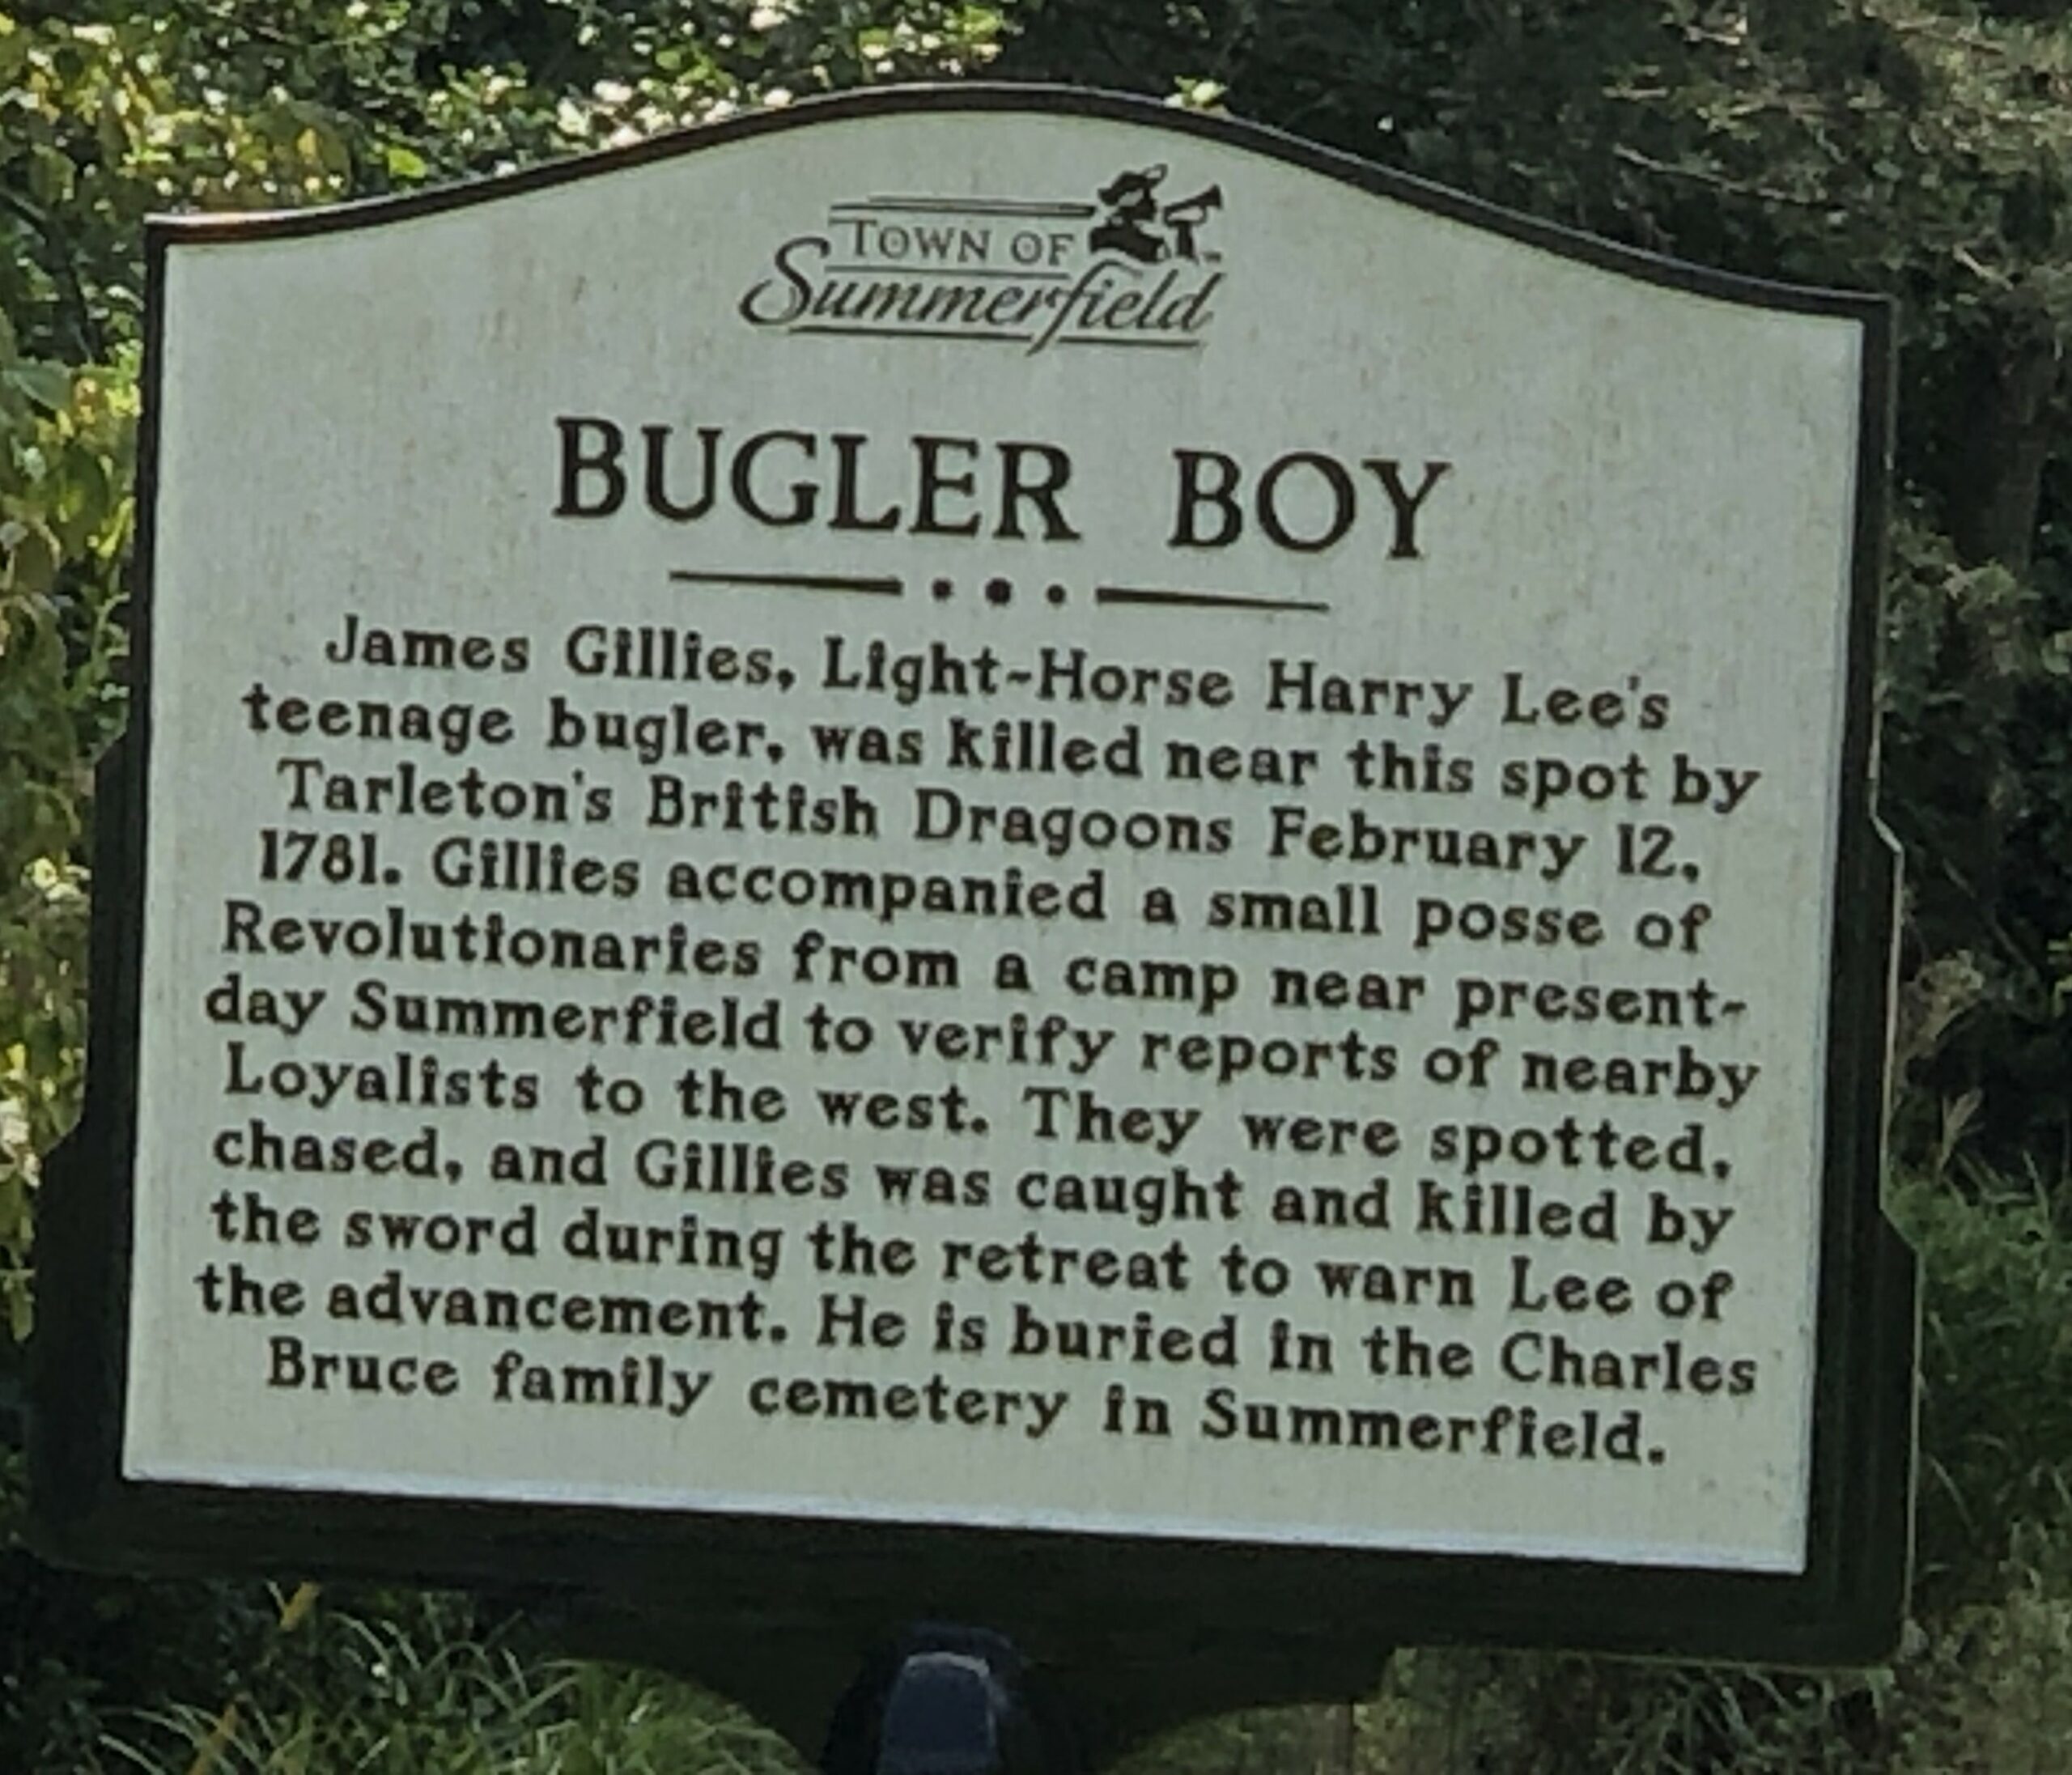 TOWN OF
Summerfield
BUGLER BOY
James Gillies, Light-Horse Harry Lee's
teenage bugler, was killed near this spot by
Tarleton's British Dragoons February 12,
1781. Gillies accompanied a small posse of
Revolutionaries from a camp near present-
day Summerfield to verify reports of nearby
Loyalists to the west. They were spotted,
chased, and Gillies was caught and killed by
the sword during the retreat to warn Lee of
the advancement. He is buried in the Charles
Bruce family cemetery in Summerfield.